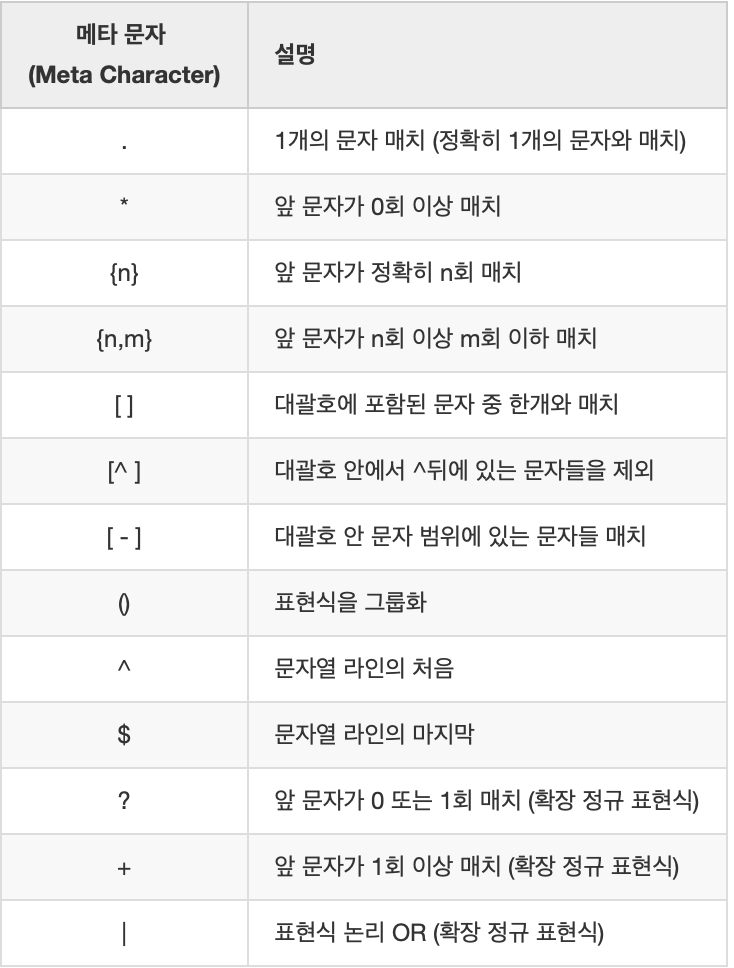 메타 문자
(Meta Character)
설명
. 1개의 문자 매치 (정확히 1개의 문자와 매치)
* 앞 문자가 0회 이상 매치
{n} 앞 문자가 정확히 n회 매치
{n,m} 앞 문자가 n회 이상 m회 이하 매치
[ ] 대괄호에 포함된 문자 중 한개와 매치
[^ ] 대괄호 안에서 ^뒤에 있는 문자들을 제외
[ - ] 대괄호 안 문자 범위에 있는 문자들 매치
() 표현식을 그룹화
^ 문자열 라인의 처음
$ 문자열 라인의 마지막
? 앞 문자가 0 또는 1회 매치 (확장 정규 표현식)
+ 앞 문자가 1회 이상 매치 (확장 정규 표현식)
| 표현식 논리 OR (확장 정규 표현식)